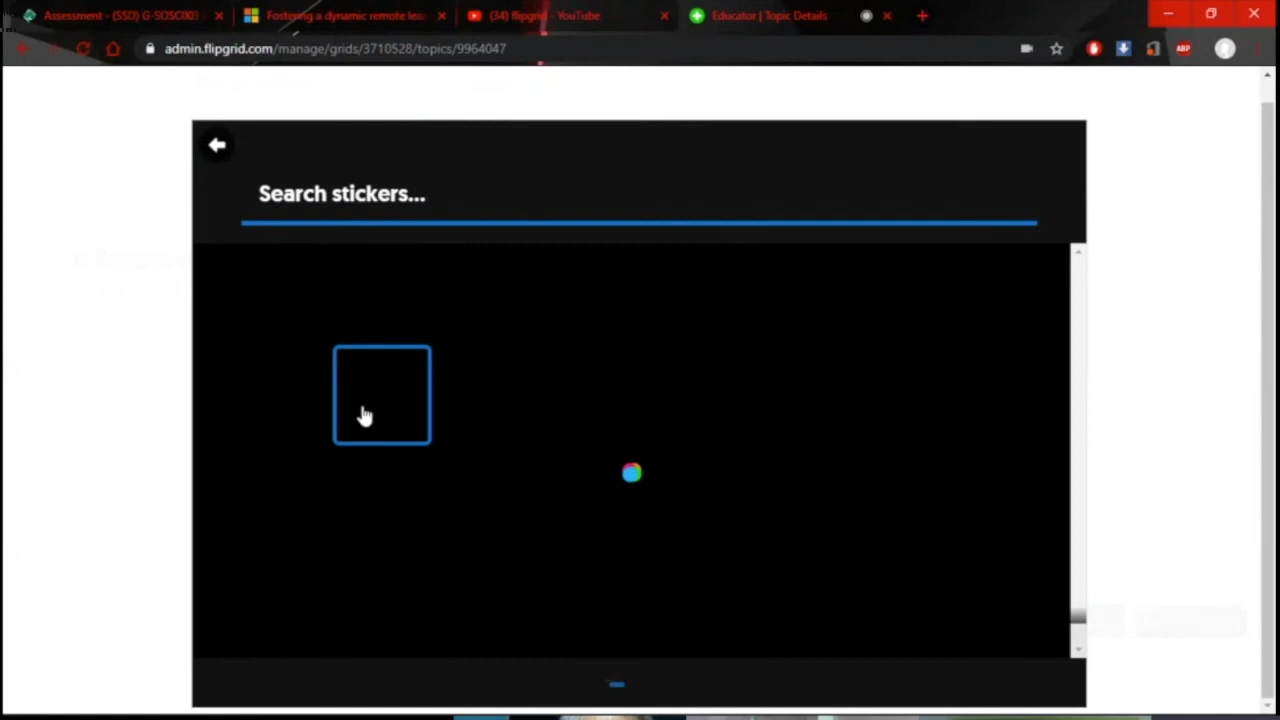 Assessment - (SSD) G-SOSC003
Fostering a dynamic remote lea
(34) flipgrid - YouTube
Educator | Topic Details
admin.flipgrid.com/manage/grids/3710528/topics/9964047
ABP
Search stickers...